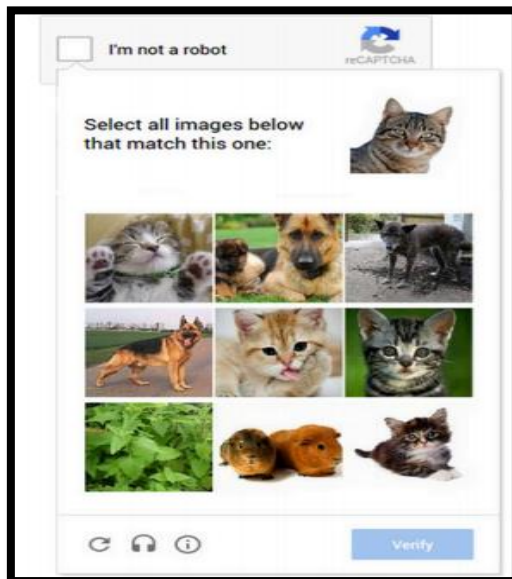 I'm not a robot
reCAPTCHA
Select all images below
that match this one:
Verify